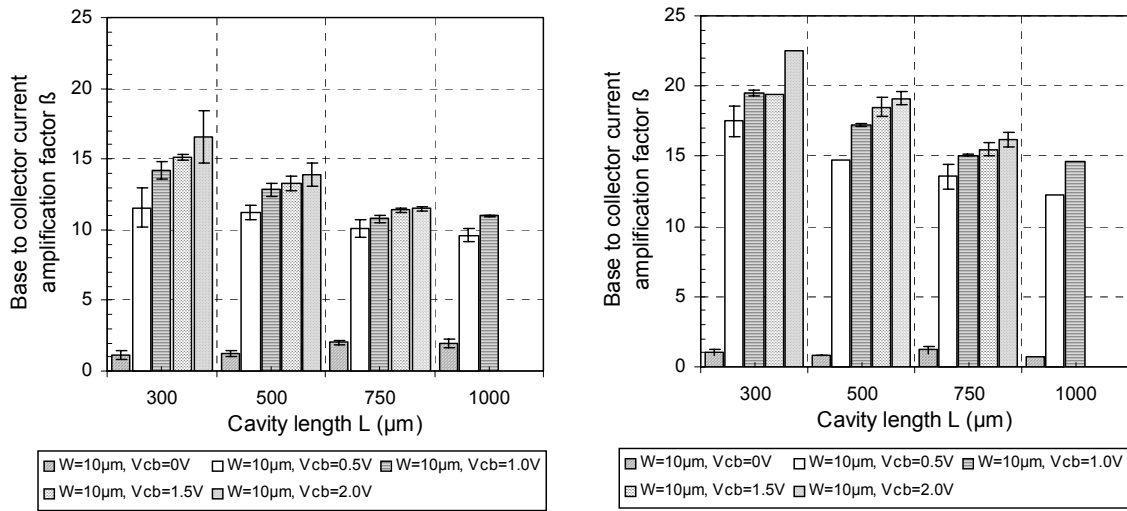 Base to collector current
amplification factor ß
25
20
15
10
5
0
300 500 750 1000
Cavity length L (µm)
W=10µm, Vcb=0V W=10µm, Vcb=0.5V W=10µm, Vcb=1.0V
W=10µm, Vcb=1.5V W=10µm, Vcb=2.0V
Base to collector current
amplification factor ß
25
20
15
10
5
0
300 500 750 1000
Cavity length L (µm)
W=10µm, Vcb=0V W=10µm, Vcb=0.5V W=10µm, Vcb=1.0V
W=10µm, Vcb=1.5V W=10µm, Vcb=2.0V